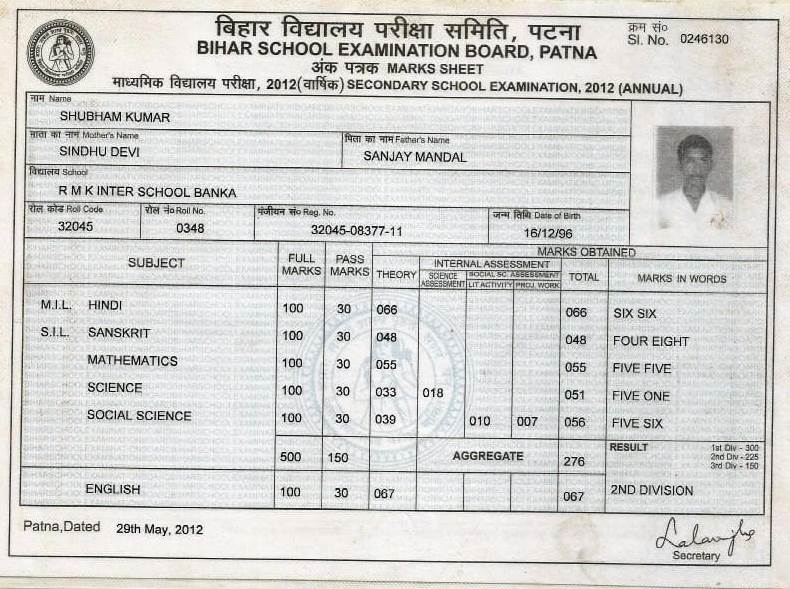 बिहार विद्यालय परीक्षा समिति, पटना
क्रम सं०
BIHAR SCHOOL EXAMINATION BOARD, PATNA
Sl. No. 0246130
अंक पत्रक MARKS SHEET
माध्यमिक विद्यालय परीक्षा, 2012(वार्षिक) SECONDARY SCHOOL EXAMINATION, 2012 (ANNUAL)
नाम Name
SHUBHAM KUMAR
माता का नाम Mother's Name पिता का नाम Father's Name
SINDHU DEVI SANJAY MANDAL
विद्यालय School
R M K INTER SCHOOL BANKA
रोल कोड Roll Code रोल नं० Roll No. पंजीयन सं० Reg. No. जन्म तिथि Date of Birth
32045 0348 32045-08377-11 16/12/96
SUBJECT FULL MARKS PASS MARKS MARKS OBTAINED
THEORY INTERNAL ASSESSMENT TOTAL MARKS IN WORDS
SCIENCE ASSESSMENT SOCIAL SC. ASSESSMENT
LIT ACTIVITY PROJ. WORK
M.I.L. HINDI 100 30 066 066 SIX SIX
S.I.L. SANSKRIT 100 30 048 048 FOUR EIGHT
MATHEMATICS 100 30 055 055 FIVE FIVE
SCIENCE 100 30 033 018 051 FIVE ONE
SOCIAL SCIENCE 100 30 039 010 007 056 FIVE SIX
500 150 AGGREGATE 276 RESULT 1st Div - 300
2nd Div - 225
3rd Div - 150
ENGLISH 100 30 067 067 2ND DIVISION
Patna,Dated 29th May, 2012
Secretary